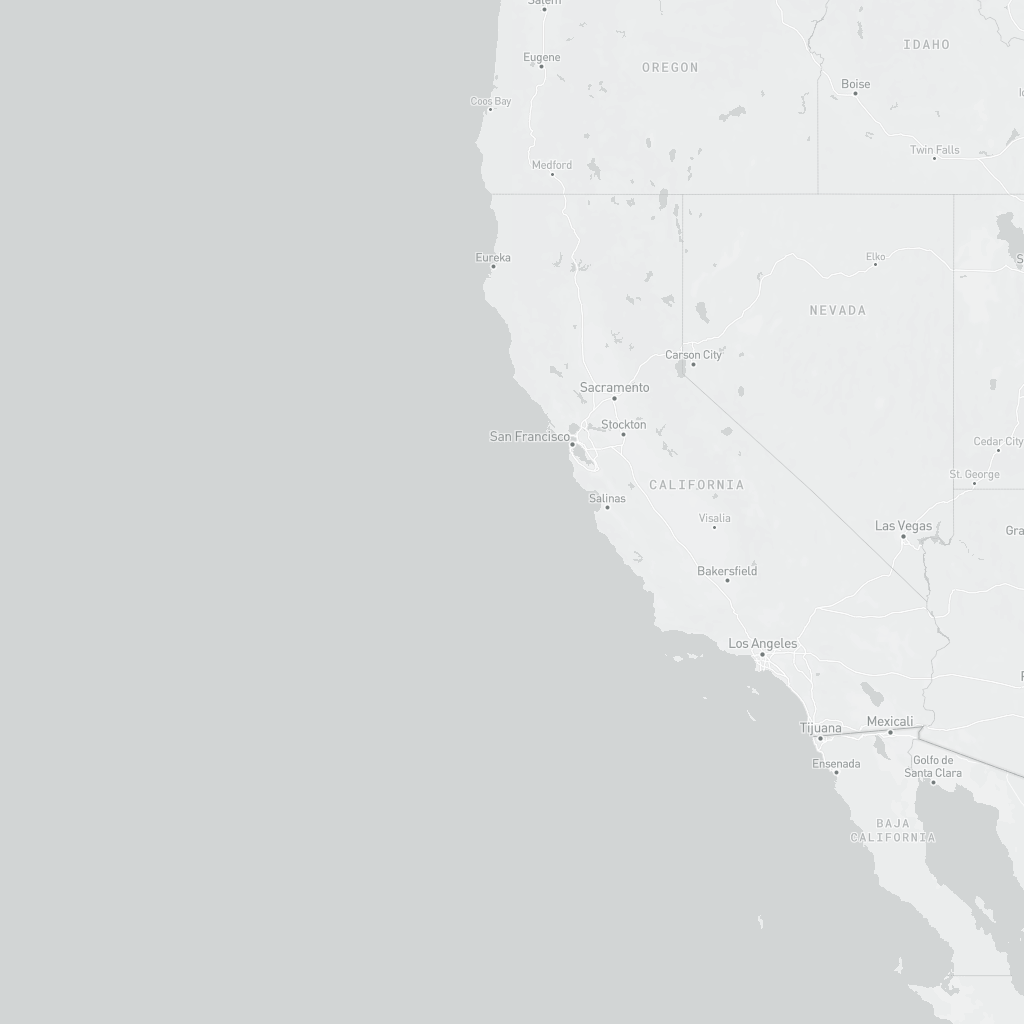 Salem
IDAHO
Eugene
OREGON
Boise
Coos Bay
Twin Falls
Medford
Eureka
Elko
NEVADA
Carson City
Sacramento
Stockton
San Francisco
Cedar City
St. George
CALIFORNIA
Salinas
Visalia
Las Vegas
Gra
Bakersfield
Los Angeles
Mexicali
Tijuana
Ensenada
Golfo de
Santa Clara
BAJA
CALIFORNIA